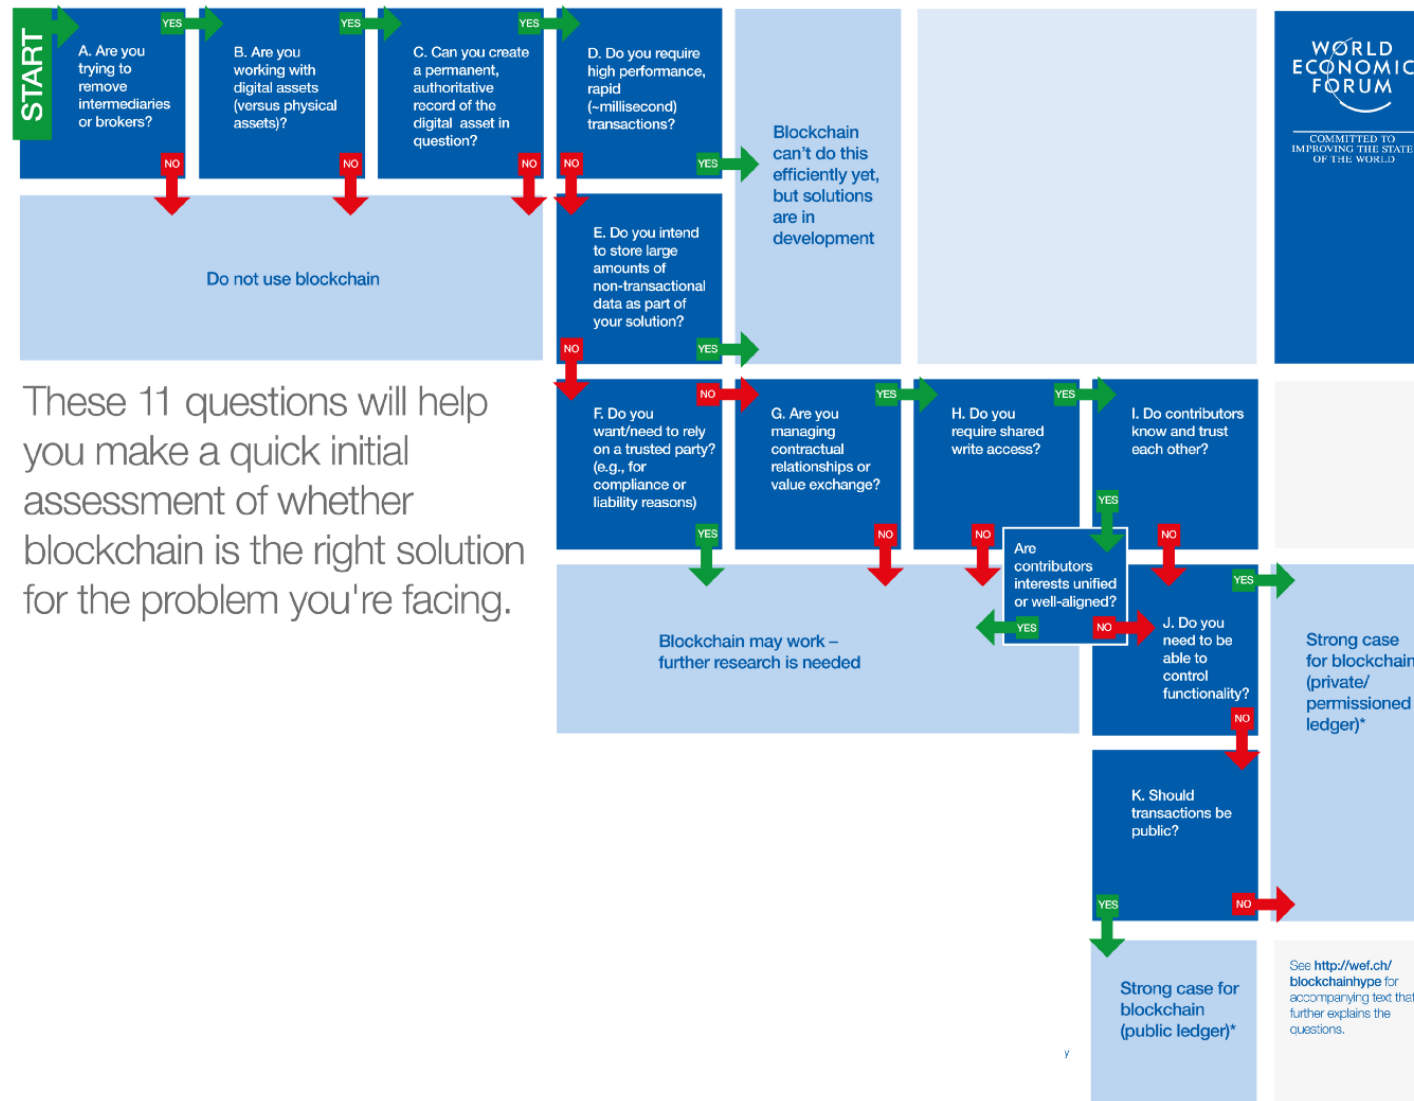 START
YES
A. Are you
trying to
remove
intermediaries
or brokers?
NO
YES
B. Are you
working with
digital assets
(versus physical
assets)?
NO
YES
C. Can you create
a permanent,
authoritative
record of the
digital asset in
question?
NO
D. Do you require
high performance,
rapid
(~millisecond)
transactions?
NO
YES
Blockchain
can't do this
efficiently yet,
but solutions
are in
development
WORLD
ECONOMIC
FORUM
COMMITTED TO
IMPROVING THE STATE
OF THE WORLD
Do not use blockchain
E. Do you intend
to store large
amounts of
non-transactional
data as part of
your solution?
NO
YES
These 11 questions will help
you make a quick initial
assessment of whether
blockchain is the right solution
for the problem you're facing.
NO
F. Do you
want/need to rely
on a trusted party?
(e.g., for
compliance or
liability reasons)
YES
YES
G. Are you
managing
contractual
relationships or
value exchange?
NO
YES
H. Do you
require shared
write access?
NO
I. Do contributors
know and trust
each other?
YES
NO
Are
contributors
interests unified
or well-aligned?
YES
NO
Blockchain may work –
further research is needed
YES
J. Do you
need to be
able to
control
functionality?
NO
Strong case
for blockchain
(private/
permissioned
ledger)*
K. Should
transactions be
public?
YES
NO
Strong case for
blockchain
(public ledger)*
y
See http://wef.ch/
blockchainhype for
accompanying text that
further explains the
questions.